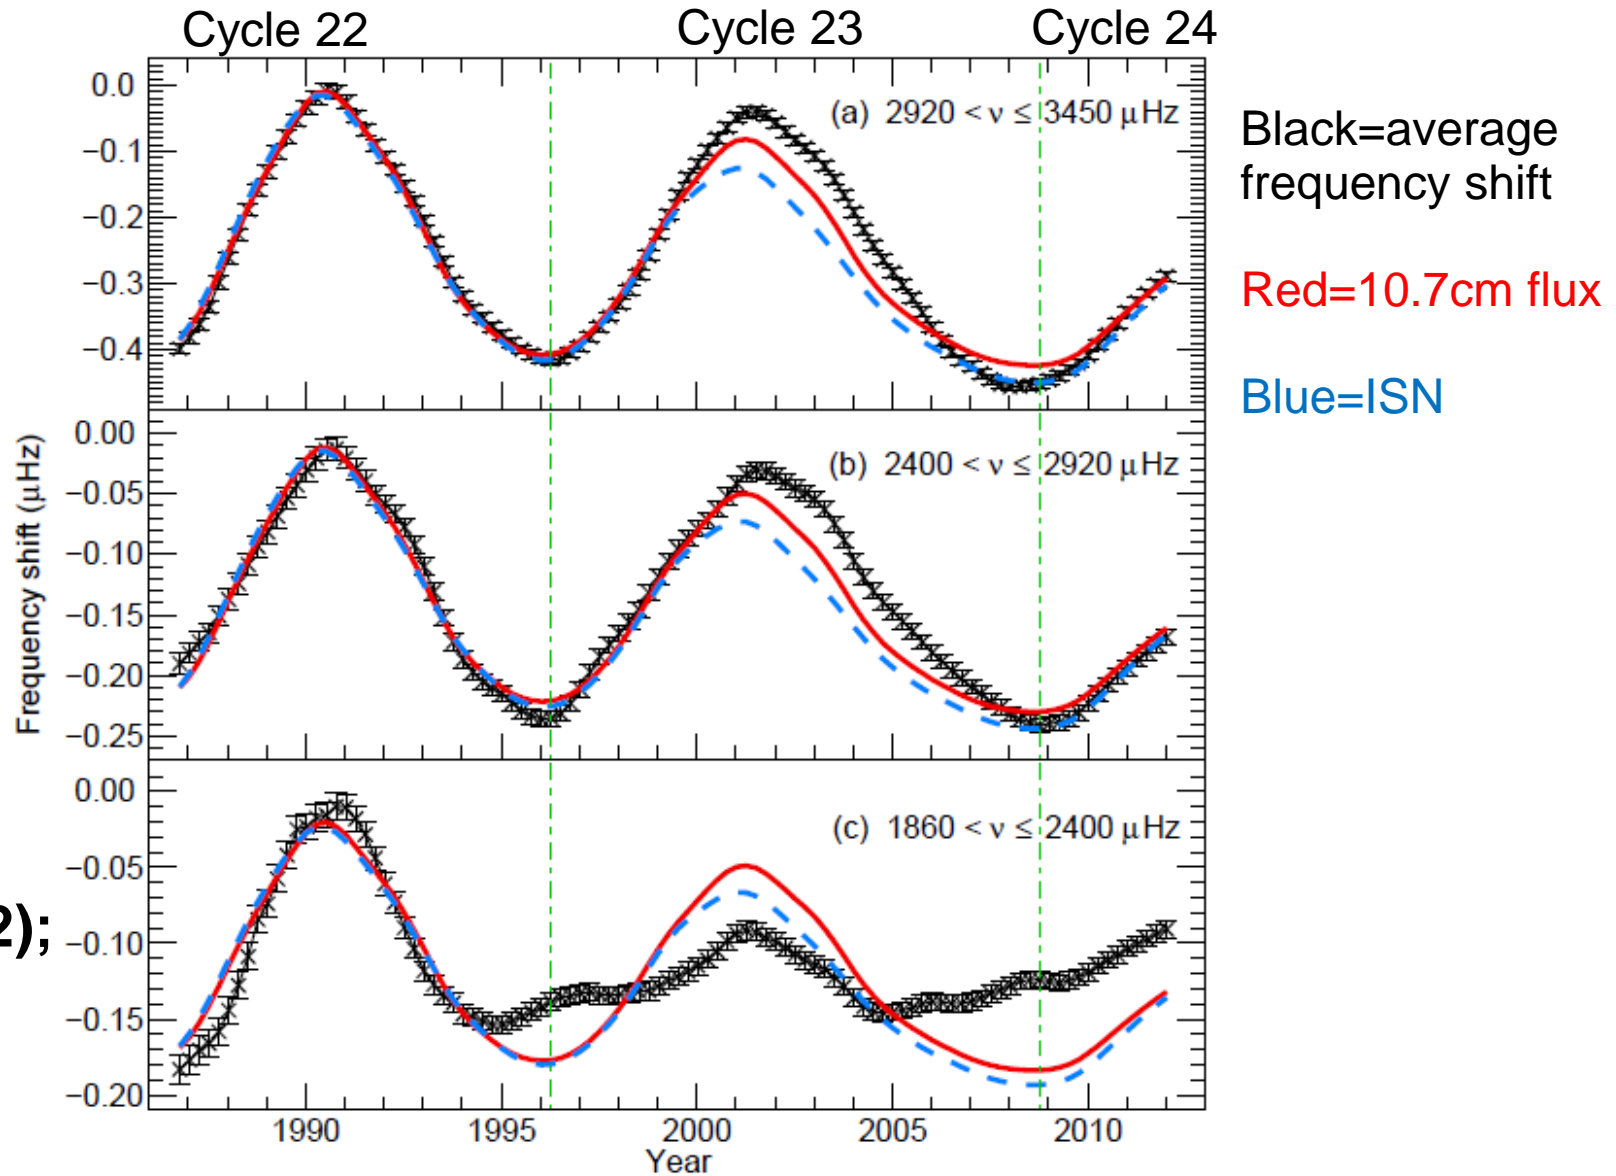 Cycle 22 Cycle 23 Cycle 24
(a) 2920 < ν ≤ 3450 μHz
0.0
−0.1
−0.2
−0.3
−0.4
(b) 2400 < ν ≤ 2920 μHz
0.00
−0.05
−0.10
−0.15
−0.20
−0.25
(c) 1860 < ν ≤ 2400 μHz
0.00
−0.05
−0.10
−0.15
−0.20
Frequency shift (μHz)
1990 1995 2000 2005 2010
Year
Black=average
frequency shift
Red=10.7cm flux
Blue=ISN
2);